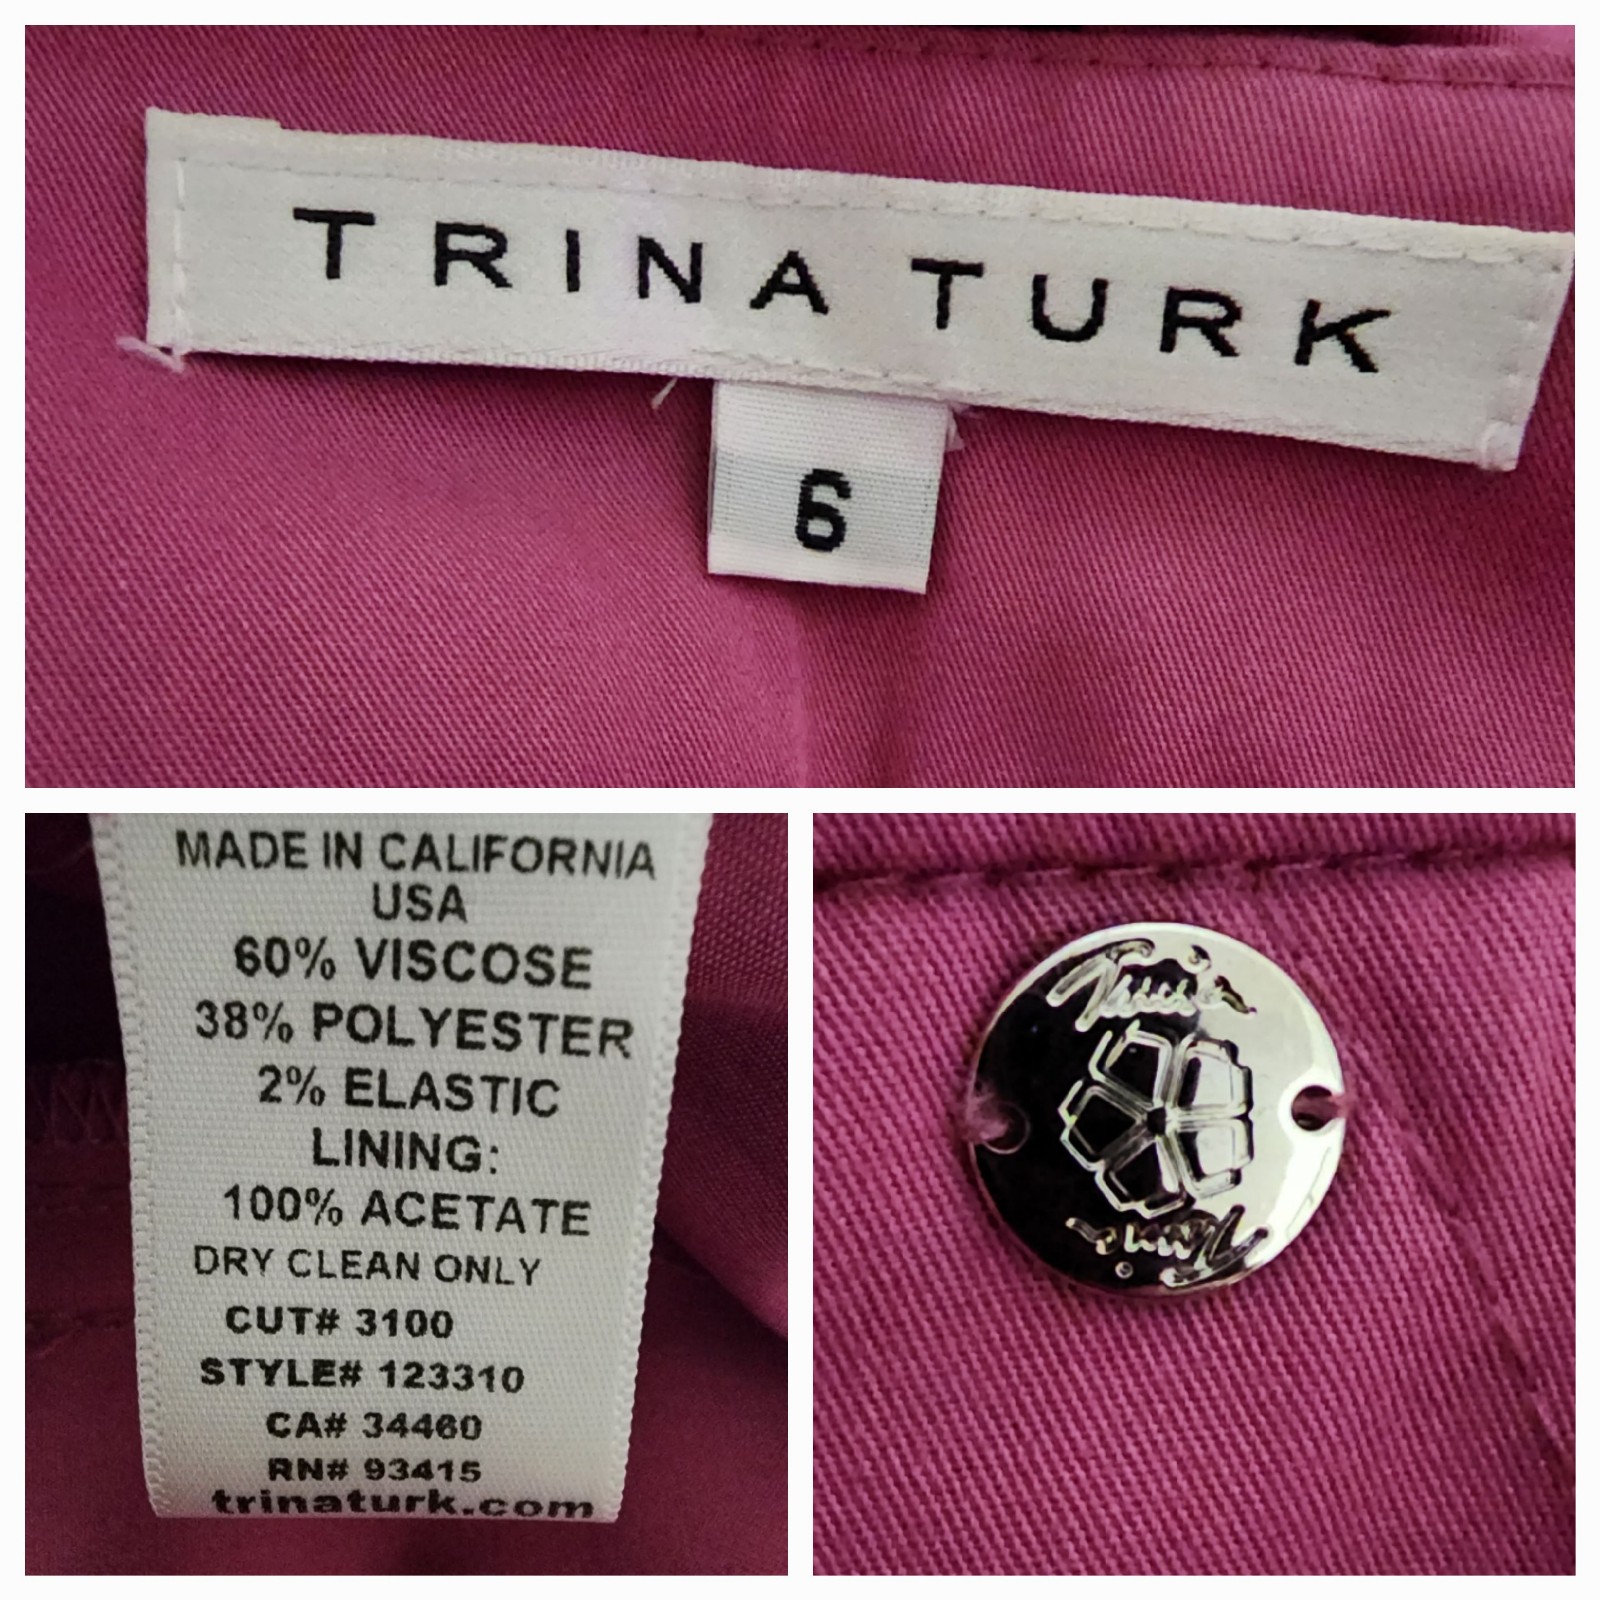 TRINA TURK
6
MADE IN CALIFORNIA
USA
60% VISCOSE
38% POLYESTER
2% ELASTIC
LINING:
100% ACETATE
DRY CLEAN ONLY
CUT# 3100
STYLE# 123310
CA# 34460
RN# 93415
trinaturk.com
Trina